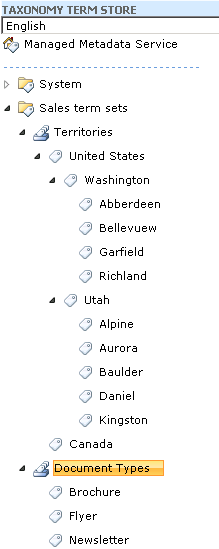 TAXONOMY TERM STORE
English
Managed Metadata Service
System
Sales term sets
Territories
United States
Washington
Abberdeen
Bellevuew
Garfield
Richland
Utah
Alpine
Aurora
Baulder
Daniel
Kingston
Canada
Document Types
Brochure
Flyer
Newsletter